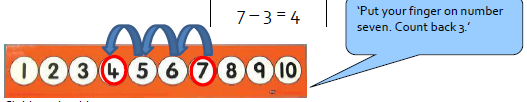 7 – 3 = 4
‘Put your finger on number
seven. Count back 3.’
1 2 3 4 5 6 7 8 9 10